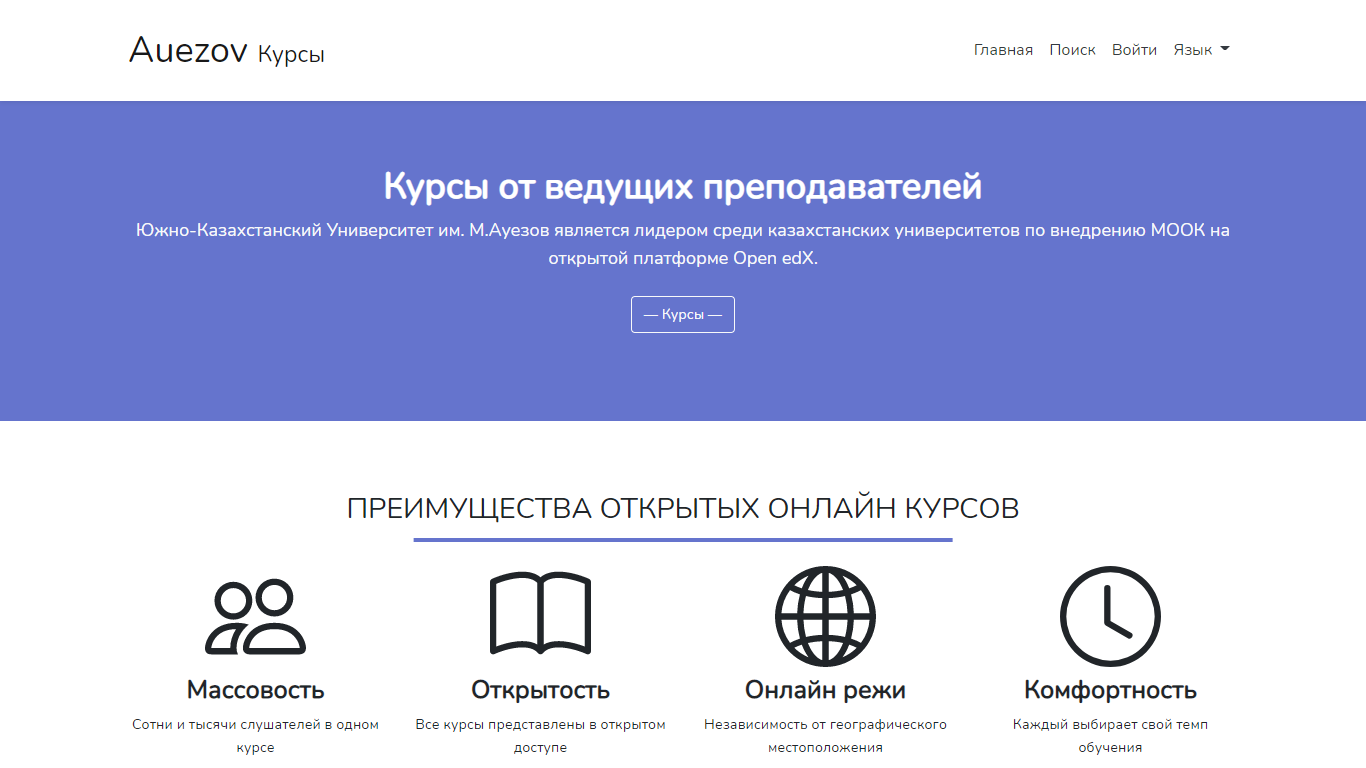 Auezov Курсы
Главная Поиск Войти Язык
Курсы от ведущих преподавателей
Южно-Казахстанский Университет им. М.Ауезов является лидером среди казахстанских университетов по внедрению МООК на
открытой платформе Open edX.
— Курсы —
ПРЕИМУЩЕСТВА ОТКРЫТЫХ ОНЛАЙН КУРСОВ
Массовость
Сотни и тысячи слушателей в одном
курсе
Открытость
Все курсы представлены в открытом
доступе
Онлайн режи
Независимость от географического
местоположения
Комфортность
Каждый выбирает свой темп
обучения